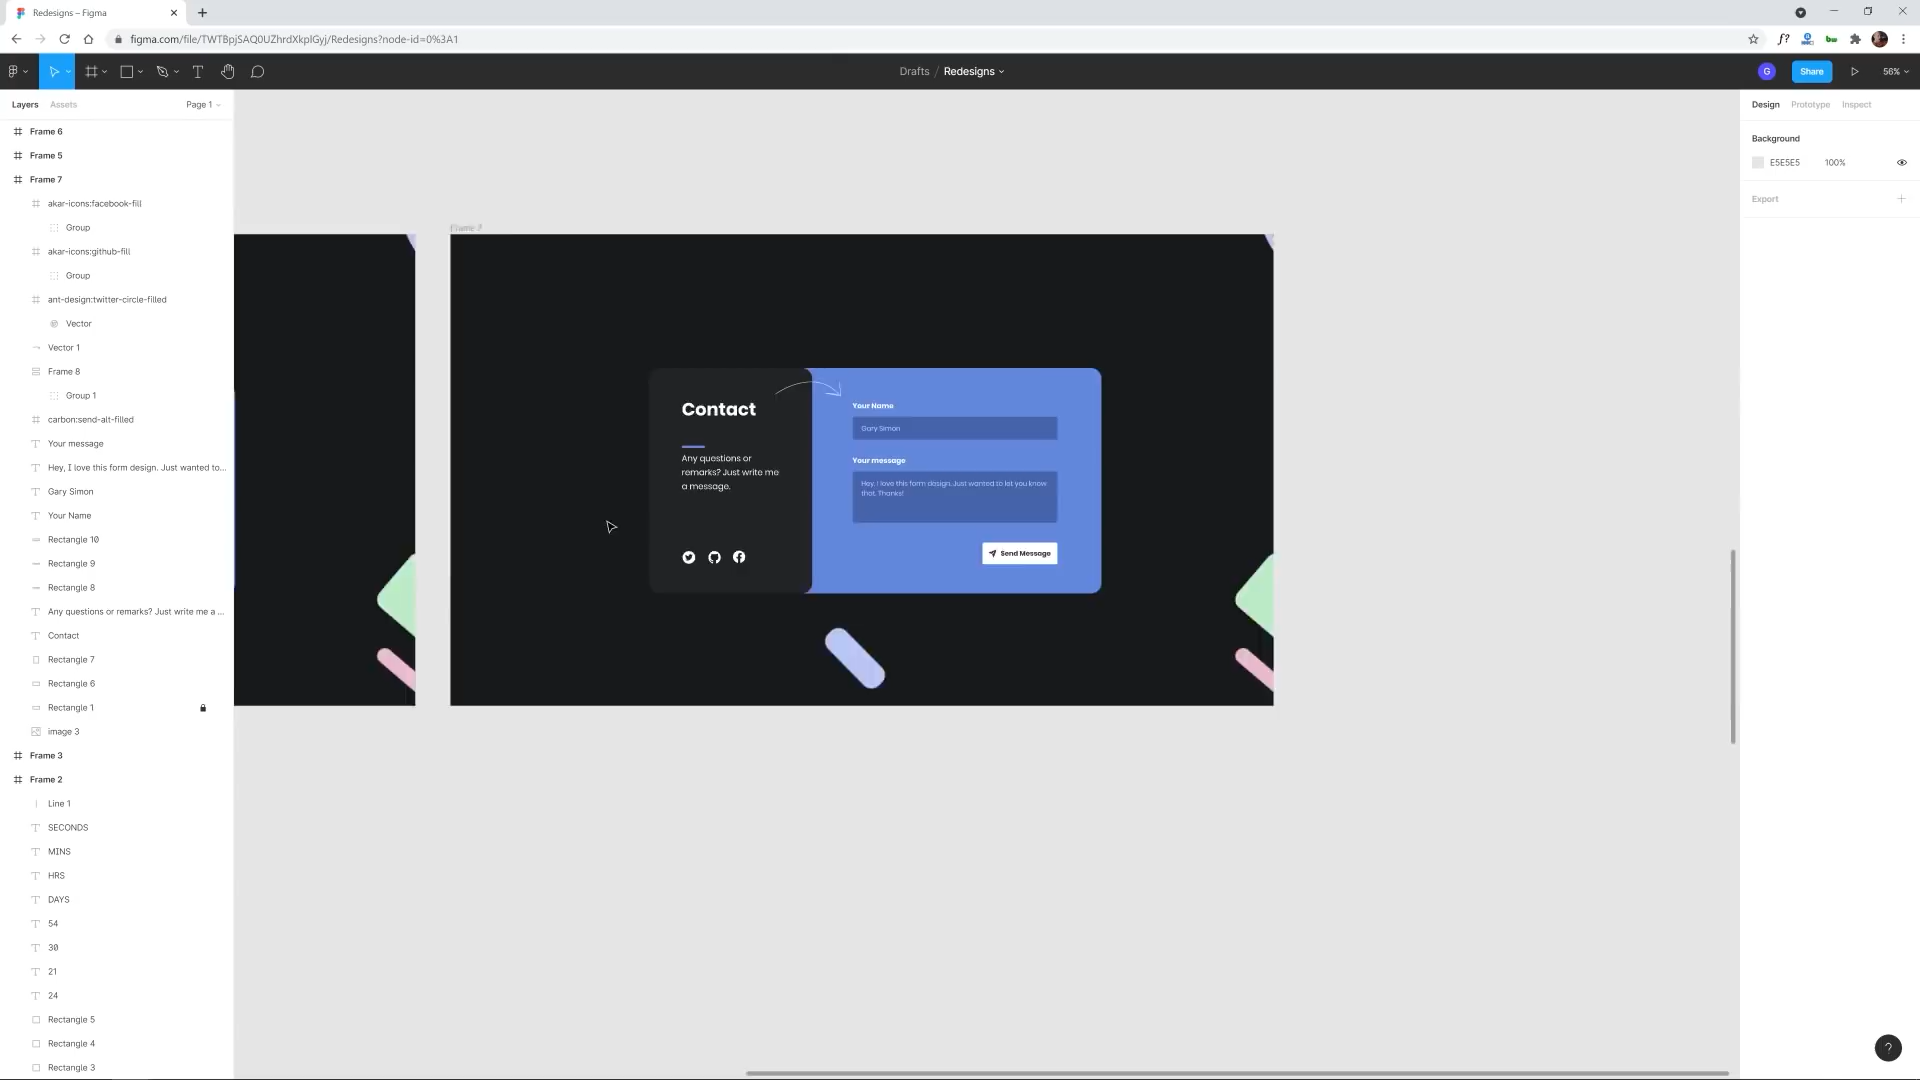 Redesigns – Figma
figma.com/file/TWTBpjSAQ0UZhrdXkpIGyj/Redesigns?node-id=0%3A1
f?
bw
Drafts / Redesigns
G
Share
56%
Layers
Assets
Page 1
Frame 6
Frame 5
Frame 7
akar-icons:facebook-fill
Group
akar-icons:github-fill
Group
ant-design:twitter-circle-filled
Vector
Vector 1
Frame 8
Group 1
carbon:send-alt-filled
Your message
Hey, I love this form design. Just wanted to...
Gary Simon
Your Name
Rectangle 10
Rectangle 9
Rectangle 8
Any questions or remarks? Just write me a ...
Contact
Rectangle 7
Rectangle 6
Rectangle 1
image 3
Frame 3
Frame 2
Line 1
SECONDS
MINS
HRS
DAYS
54
30
21
24
Rectangle 5
Rectangle 4
Rectangle 3
Contact
Any questions or
remarks? Just write me
a message.
Your Name
Gary Simon
Your message
Hey, I love this form design. Just wanted to let you know
that. Thanks!
Send Message
Design
Prototype
Inspect
Background
E5E5E5
100%
Export
?